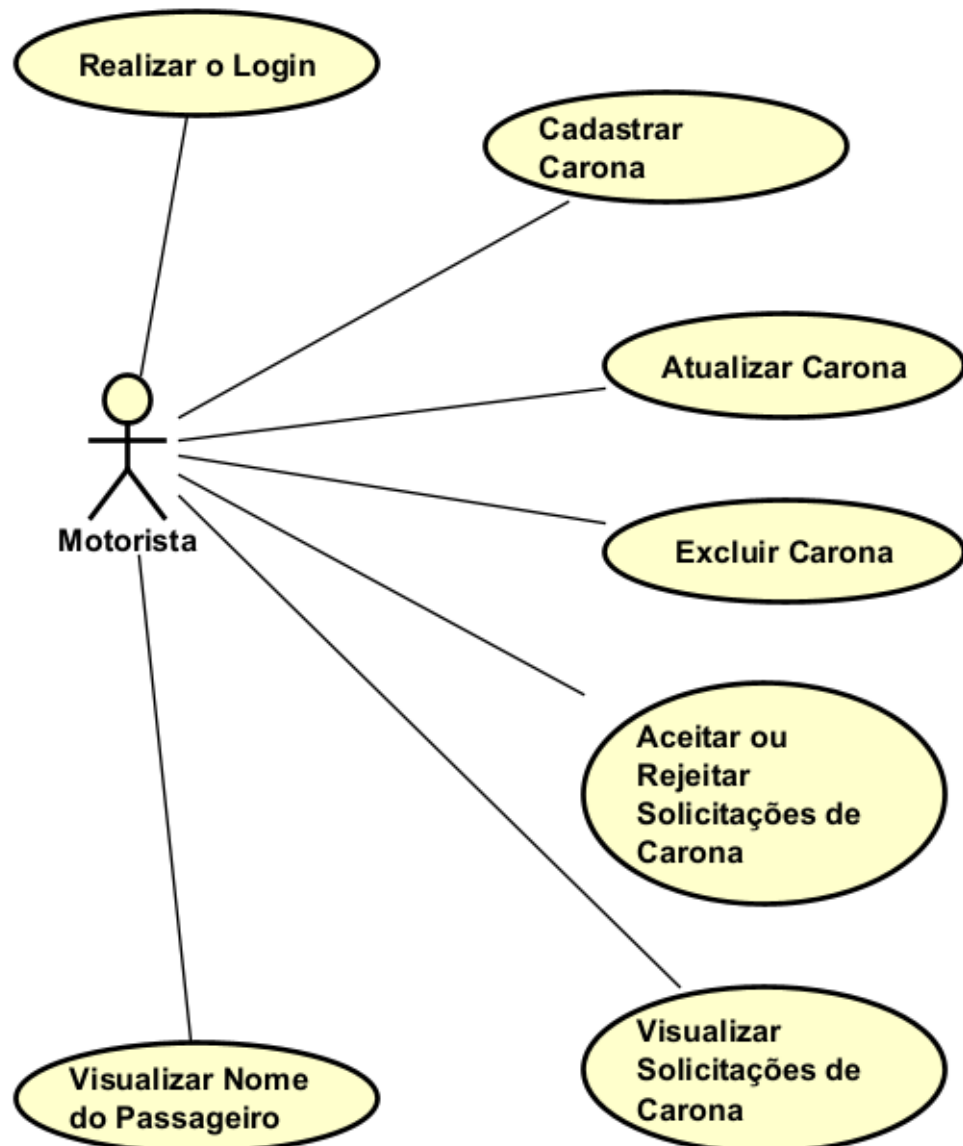 Realizar o Login
Cadastrar
Carona
Atualizar Carona
Motorista
Excluir Carona
Aceitar ou
Rejeitar
Solicitações de
Carona
Visualizar Nome
do Passageiro
Visualizar
Solicitações de
Carona